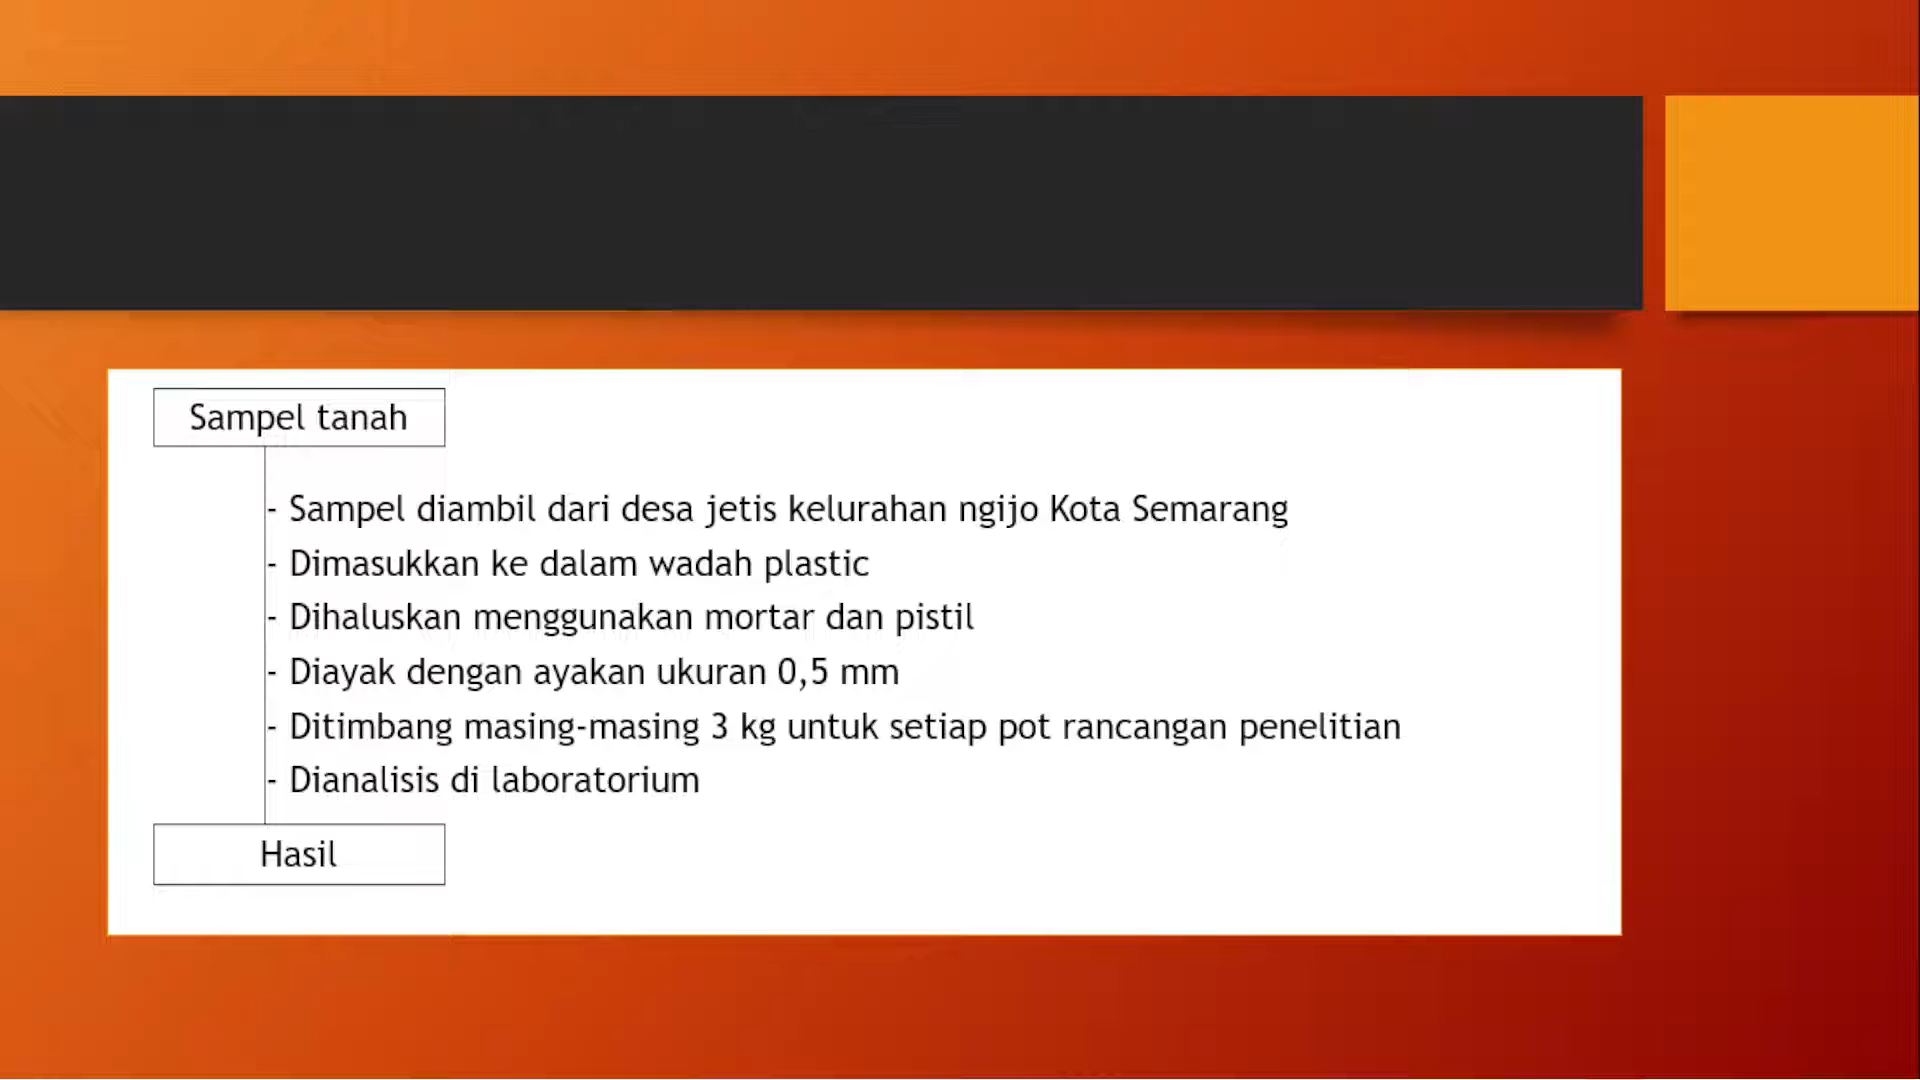 Sampel tanah
- Sampel diambil dari desa jetis kelurahan ngijo Kota Semarang
- Dimasukkan ke dalam wadah plastic
- Dihaluskan menggunakan mortar dan pistil
- Diayak dengan ayakan ukuran 0,5 mm
- Ditimbang masing-masing 3 kg untuk setiap pot rancangan penelitian
- Dianalisis di laboratorium
Hasil